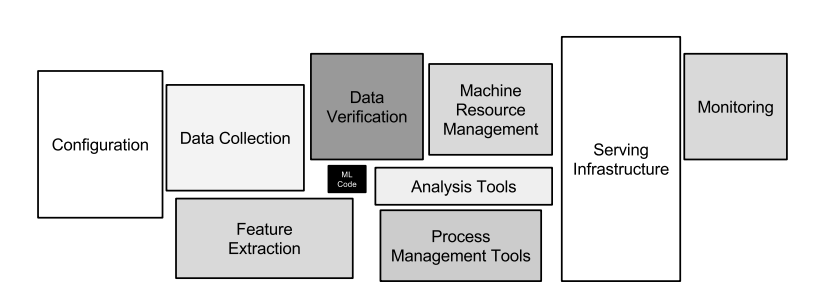 Configuration
Data Collection
Data
Verification
Machine
Resource
Management
Serving
Infrastructure
Monitoring
ML
Code
Analysis Tools
Feature
Extraction
Process
Management Tools